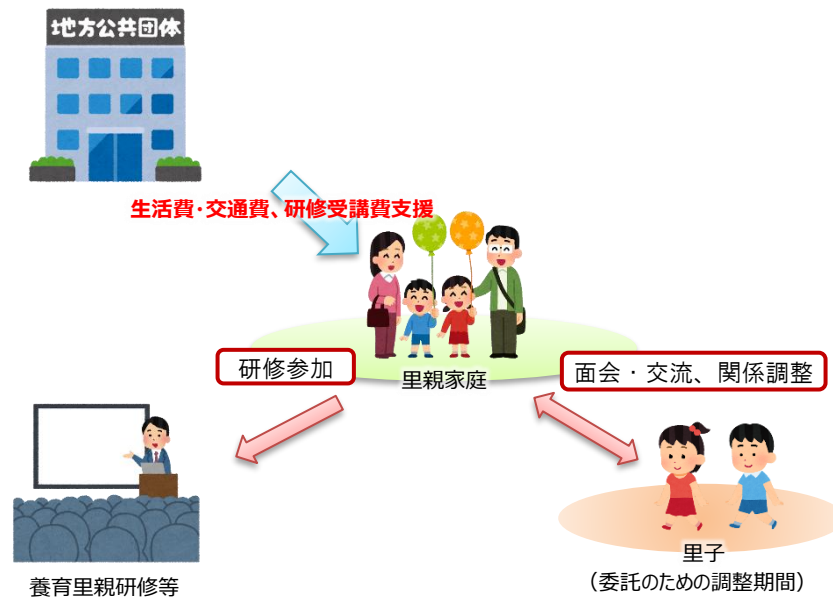 地方公共団体
生活費・交通費、研修受講費支援
研修参加
里親家庭
面会・交流、関係調整
養育里親研修等
里子
（委託のための調整期間）